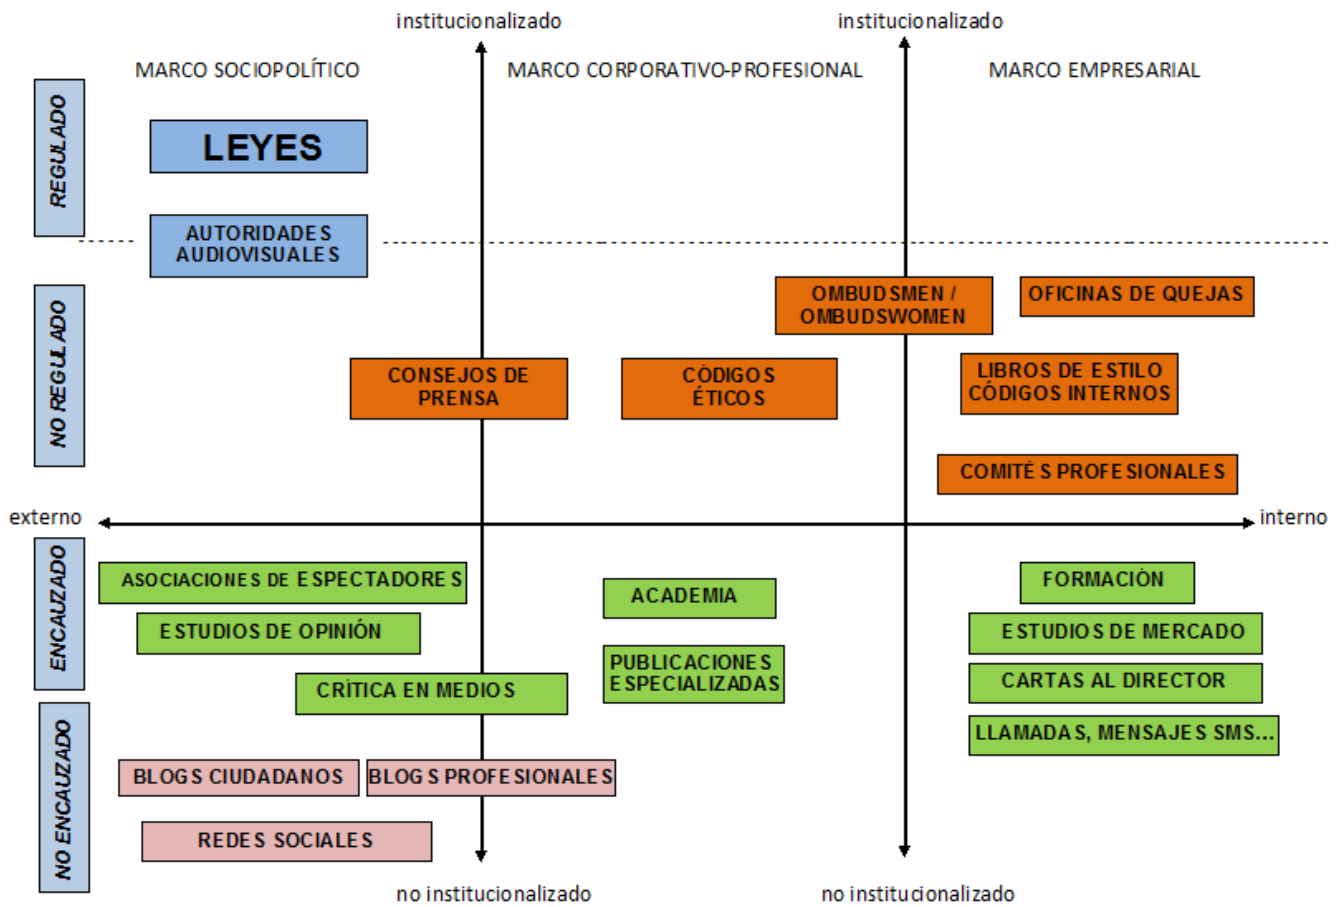 institucionalizado
institucionalizado
MARCO SOCIOPOLÍTICO
MARCO CORPORATIVO-PROFESIONAL
MARCO EMPRESARIAL
REGULADO
LEYES
AUTORIDADES
AUDIOVISUALES
NO REGULADO
OMBUDSMEN /
OMBUDSWOMEN
OFICINAS DE QUEJAS
CONSEJOS DE
PRENSA
CÓDIGOS
ÉTICOS
LIBROS DE ESTILO
CÓDIGOS INTERNOS
COMITÉS PROFESIONALES
externo
interno
ENCAUZADO
ASOCIACIONES DE ESPECTADORES
ACADEMIA
FORMACIÓN
ESTUDIOS DE OPINIÓN
ESTUDIOS DE MERCADO
PUBLICACIONES
ESPECIALIZADAS
CRÍTICA EN MEDIOS
CARTAS AL DIRECTOR
LLAMADAS, MENSAJES SMS...
NO ENCAUZADO
BLOGS CIUDADANOS
BLOGS PROFESIONALES
REDES SOCIALES
no institucionalizado
no institucionalizado